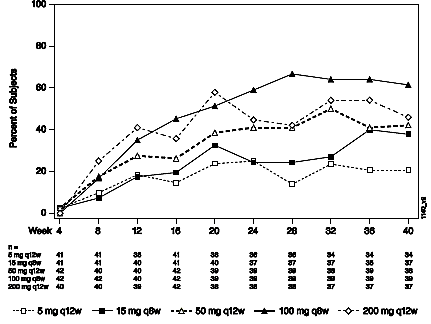 100
80
60
40
20
0
Percent of Subjects
Week 4 8 12 16 20 24 28 32 36 40
n =
5 mg q12w 41 41 38 41 38 36 36 34 34 34
15 mg q8w 41 41 40 41 40 37 37 37 38 37
50 mg q12w 42 40 40 42 39 39 39 38 39 38
100 mg q8w 42 42 40 42 39 39 39 39 39 39
200 mg q12w 40 40 39 42 38 38 38 37 37 37
5 mg q12w 15 mg q8w 50 mg q12w 100 mg q8w 200 mg q12w